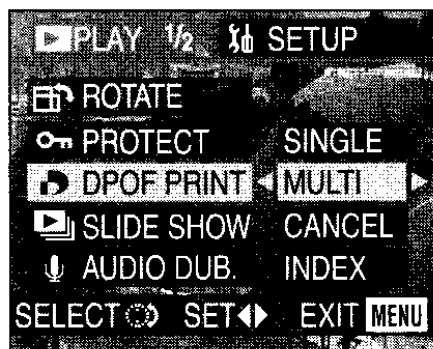 PLAY 1/2 SETUP
ROTATE
PROTECT SINGLE
DPOF PRINT MULTI
SLIDE SHOW CANCEL
AUDIO DUB. INDEX
SELECT SET EXIT MENU